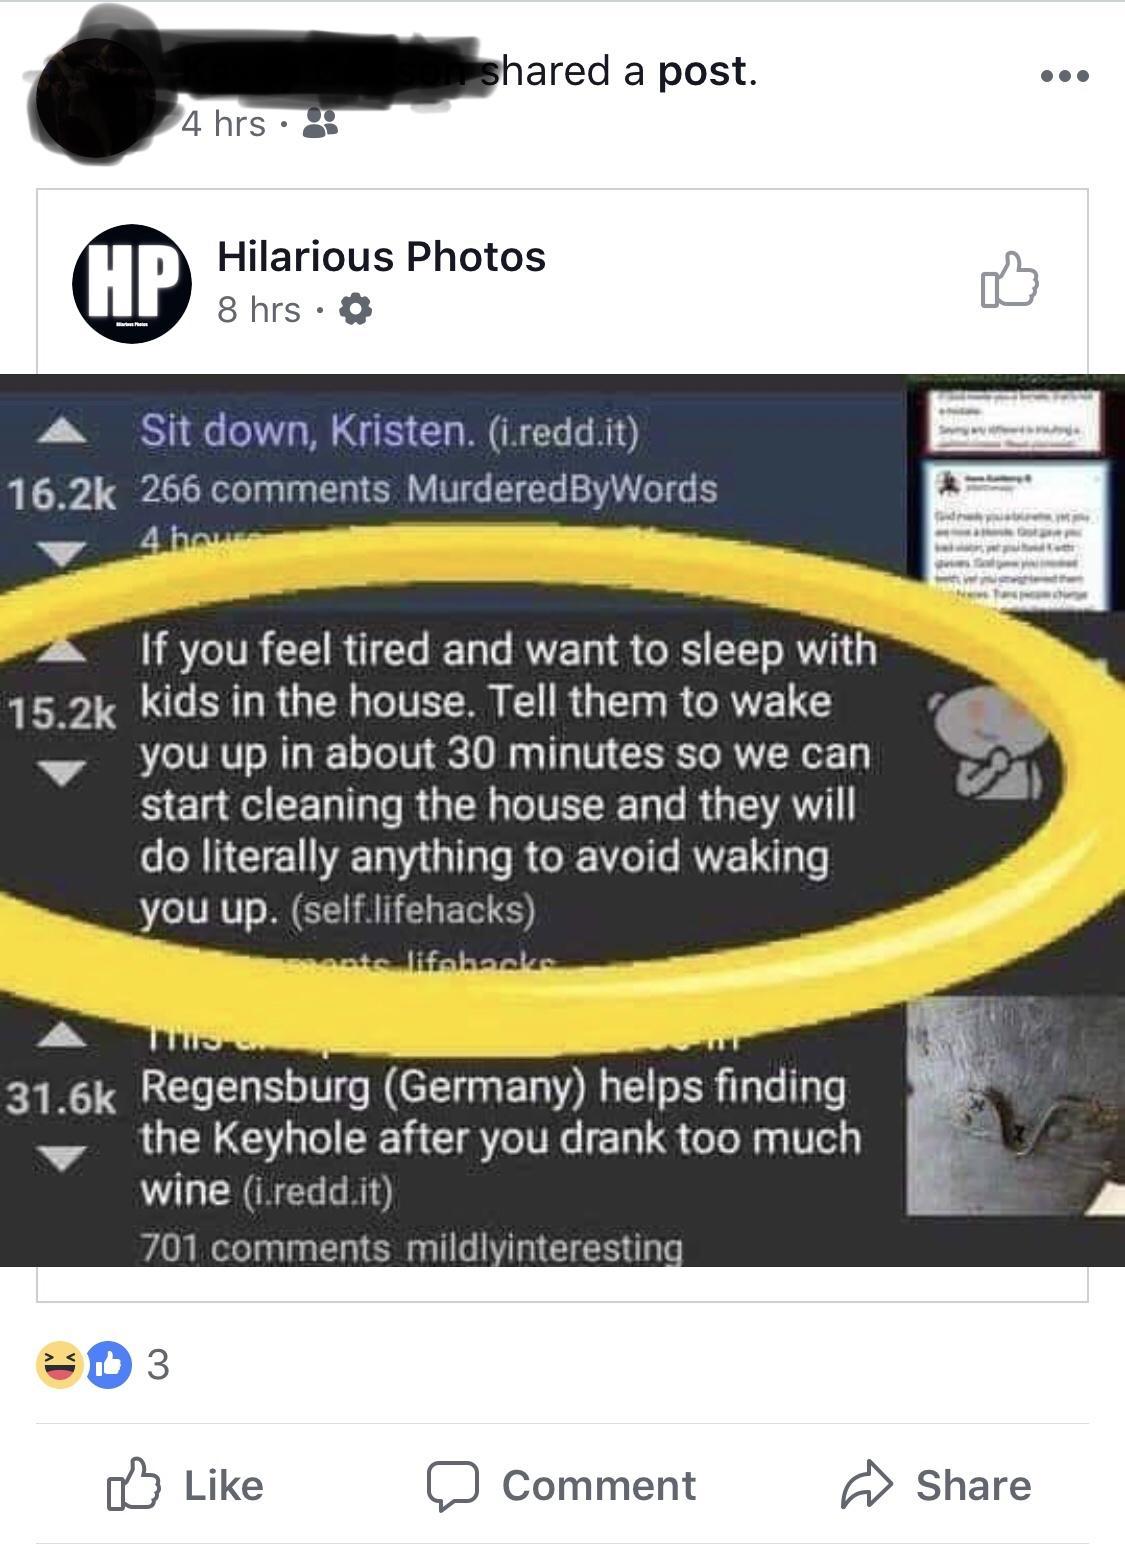 shared a post.
4 hrs ·
HP
Hilarious Photos
Hilarious Photos
8 hrs ·
Sit down, Kristen. (i.redd.it)
16.2k
266 comments MurderedByWords
4 hours
If you feel tired and want to sleep with
15.2k
kids in the house. Tell them to wake
you up in about 30 minutes so we can
start cleaning the house and they will
do literally anything to avoid waking
you up. (self.lifehacks)
lifehacks
31.6k
Regensburg (Germany) helps finding
the Keyhole after you drank too much
wine (i.redd.it)
701 comments mildlyinteresting
3
Like
Comment
Share